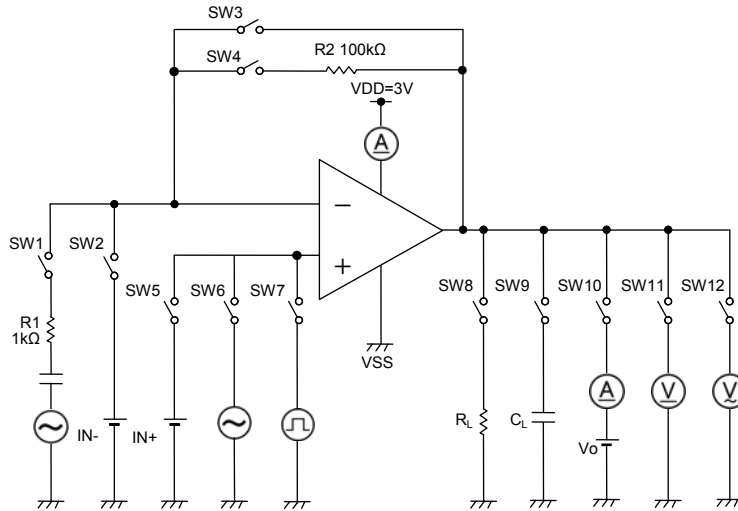 SW3
SW4
R2 100kΩ
VDD=3V
A
SW1
SW2
SW5
SW6
SW7
SW8
SW9
SW10
SW11
SW12
R1
1kΩ
VSS
A
V
V
IN-
IN+
RL
CL
Vo